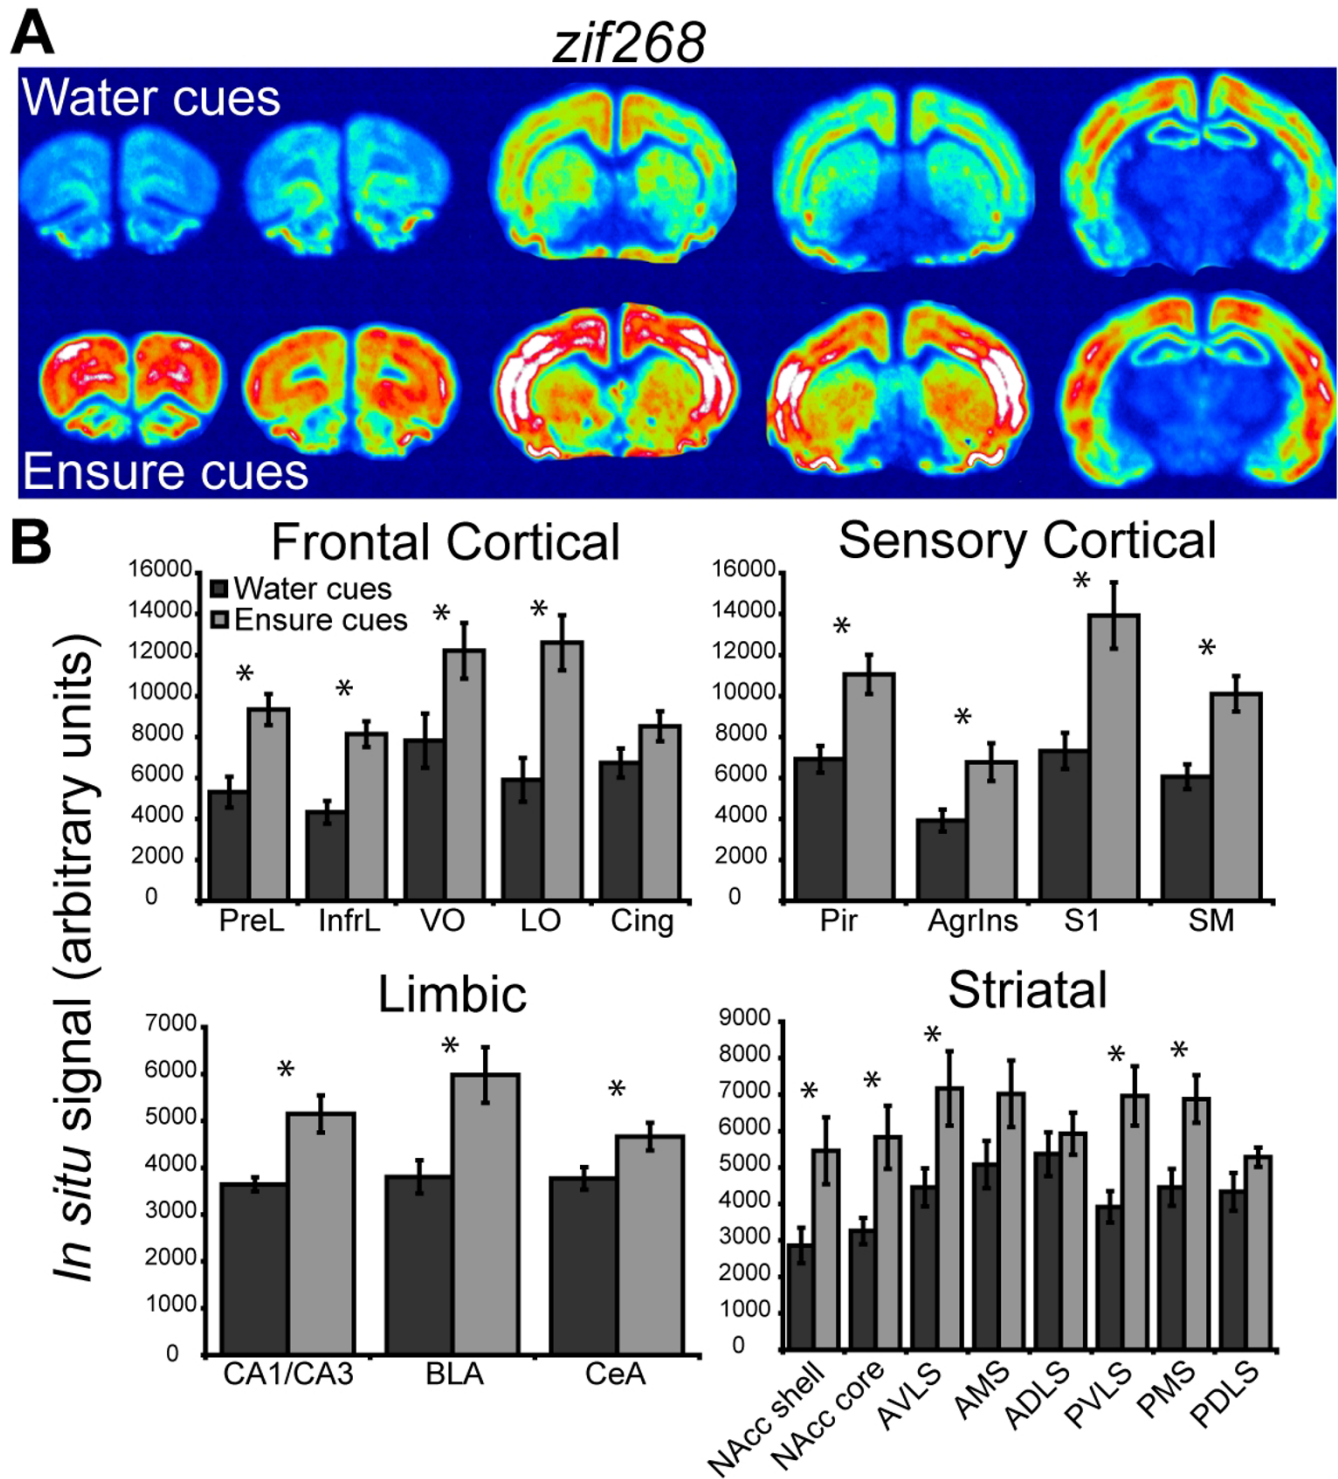 A
zif268
Water cues
Ensure cues
B
In situ signal (arbitrary units)
Frontal Cortical
16000
14000
12000
10000
8000
6000
4000
2000
0
Water cues
Ensure cues
*
*
*
*
PreL InfrL VO LO Cing
Sensory Cortical
16000
14000
12000
10000
8000
6000
4000
2000
0
*
*
*
*
Pir AgrIns S1 SM
Limbic
7000
6000
5000
4000
3000
2000
1000
0
*
*
*
CA1/CA3 BLA CeA
Striatal
9000
8000
7000
6000
5000
4000
3000
2000
1000
0
*
*
*
*
*
NAcc shell
NAcc core
AVLS
AMS
ADLS
PVLS
PMS
PDLS